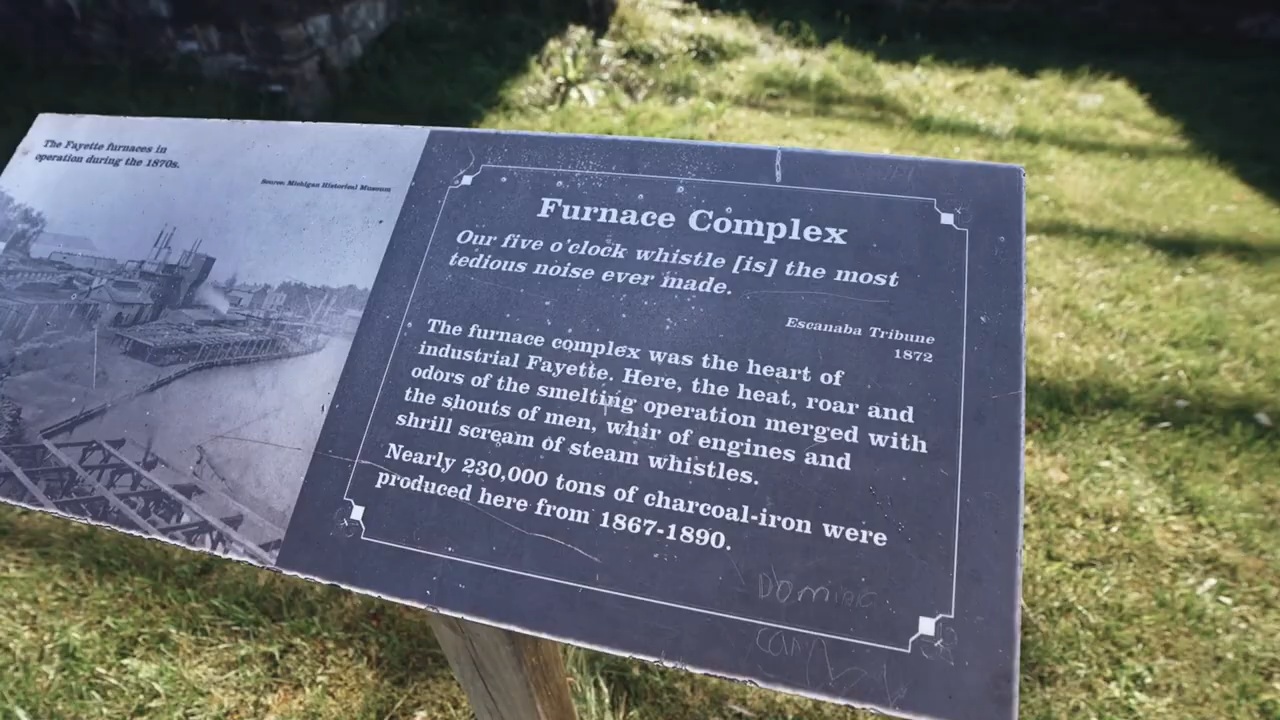 The Fayette furnaces in
operation during the 1870s.
Source: Michigan Historical Museum
Furnace Complex
Our five o'clock whistle [is] the most
tedious noise ever made.
Escanaba Tribune
1872
The furnace complex was the heart of
industrial Fayette. Here, the heat, roar and
odors of the smelting operation merged with
the shouts of men, whir of engines and
shrill scream of steam whistles.
Nearly 230,000 tons of charcoal-iron were
produced here from 1867-1890.